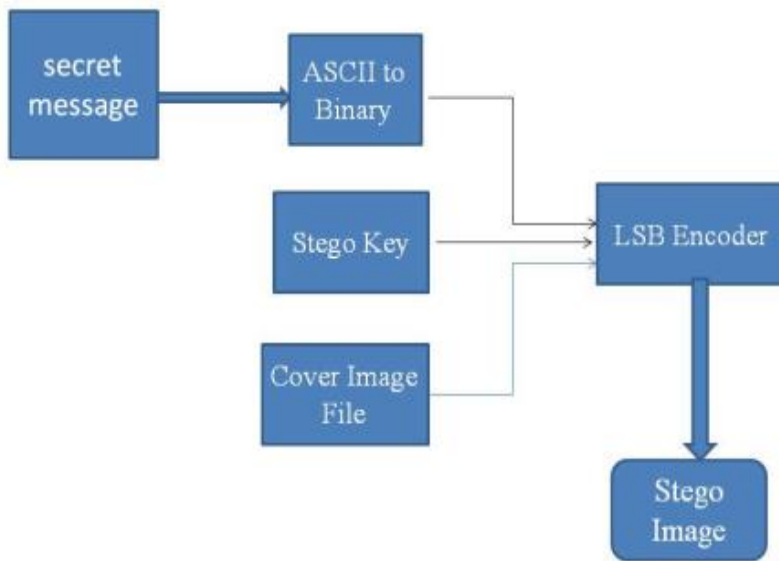 secret
message
ASCII to
Binary
Stego Key
LSB Encoder
Cover Image
File
Stego
Image